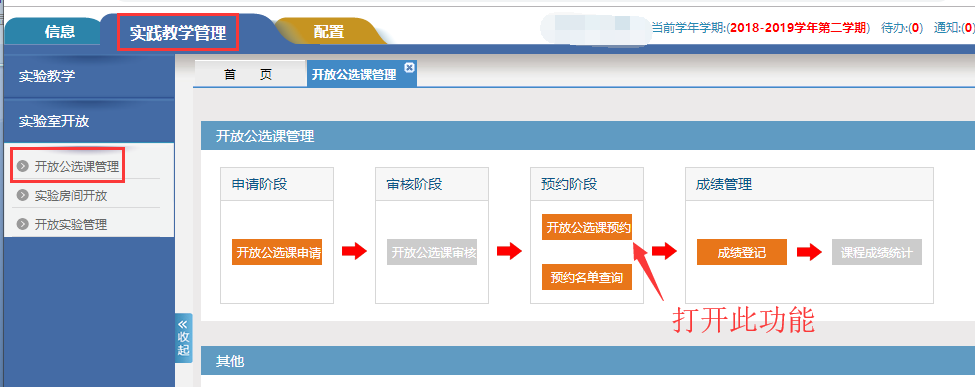 信息
实践教学管理
配置
当前学年学期:(2018-2019学年第二学期) 待办:(0) 通知:(0)
实验教学
实验室开放
开放公选课管理
实验房间开放
开放实验管理
收起
首 页
开放公选课管理
开放公选课管理
申请阶段
审核阶段
预约阶段
成绩管理
开放公选课申请
开放公选课审核
开放公选课预约
预约名单查询
成绩登记
课程成绩统计
打开此功能
其他